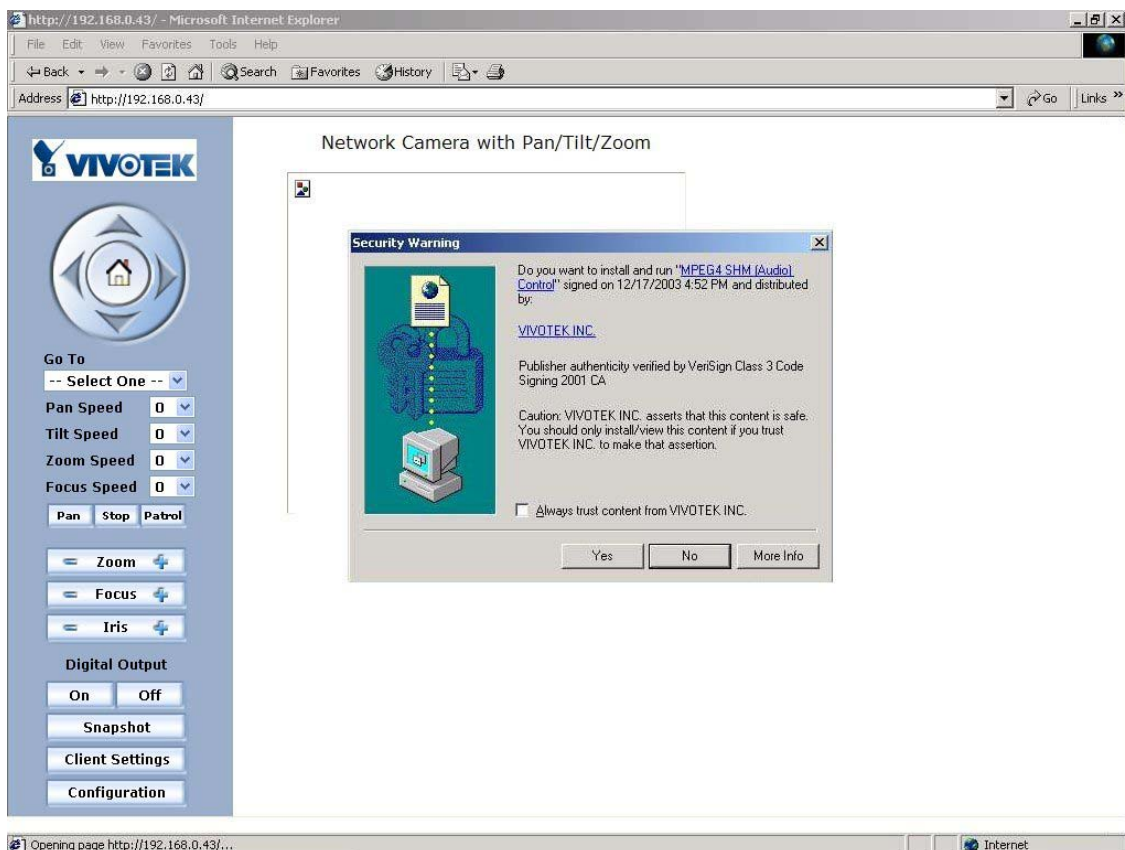 http://192.168.0.43/ - Microsoft Internet Explorer
File Edit View Favorites Tools Help
Back Search Favorites History
Address http://192.168.0.43/ Go Links »
VIVOTEK
Network Camera with Pan/Tilt/Zoom
Security Warning
Do you want to install and run "MPEG4 SHM (Audio)
Control" signed on 12/17/2003 4:52 PM and distributed
by:
VIVOTEK INC.
Publisher authenticity verified by VeriSign Class 3 Code
Signing 2001 CA
Caution: VIVOTEK INC. asserts that this content is safe.
You should only install/view this content if you trust
VIVOTEK INC. to make that assertion.
Always trust content from VIVOTEK INC.
Yes No More Info
Go To
-- Select One --
Pan Speed 0
Tilt Speed 0
Zoom Speed 0
Focus Speed 0
Pan Stop Patrol
Zoom
Focus
Iris
Digital Output
On Off
Snapshot
Client Settings
Configuration
Opening page http://192.168.0.43/... Internet